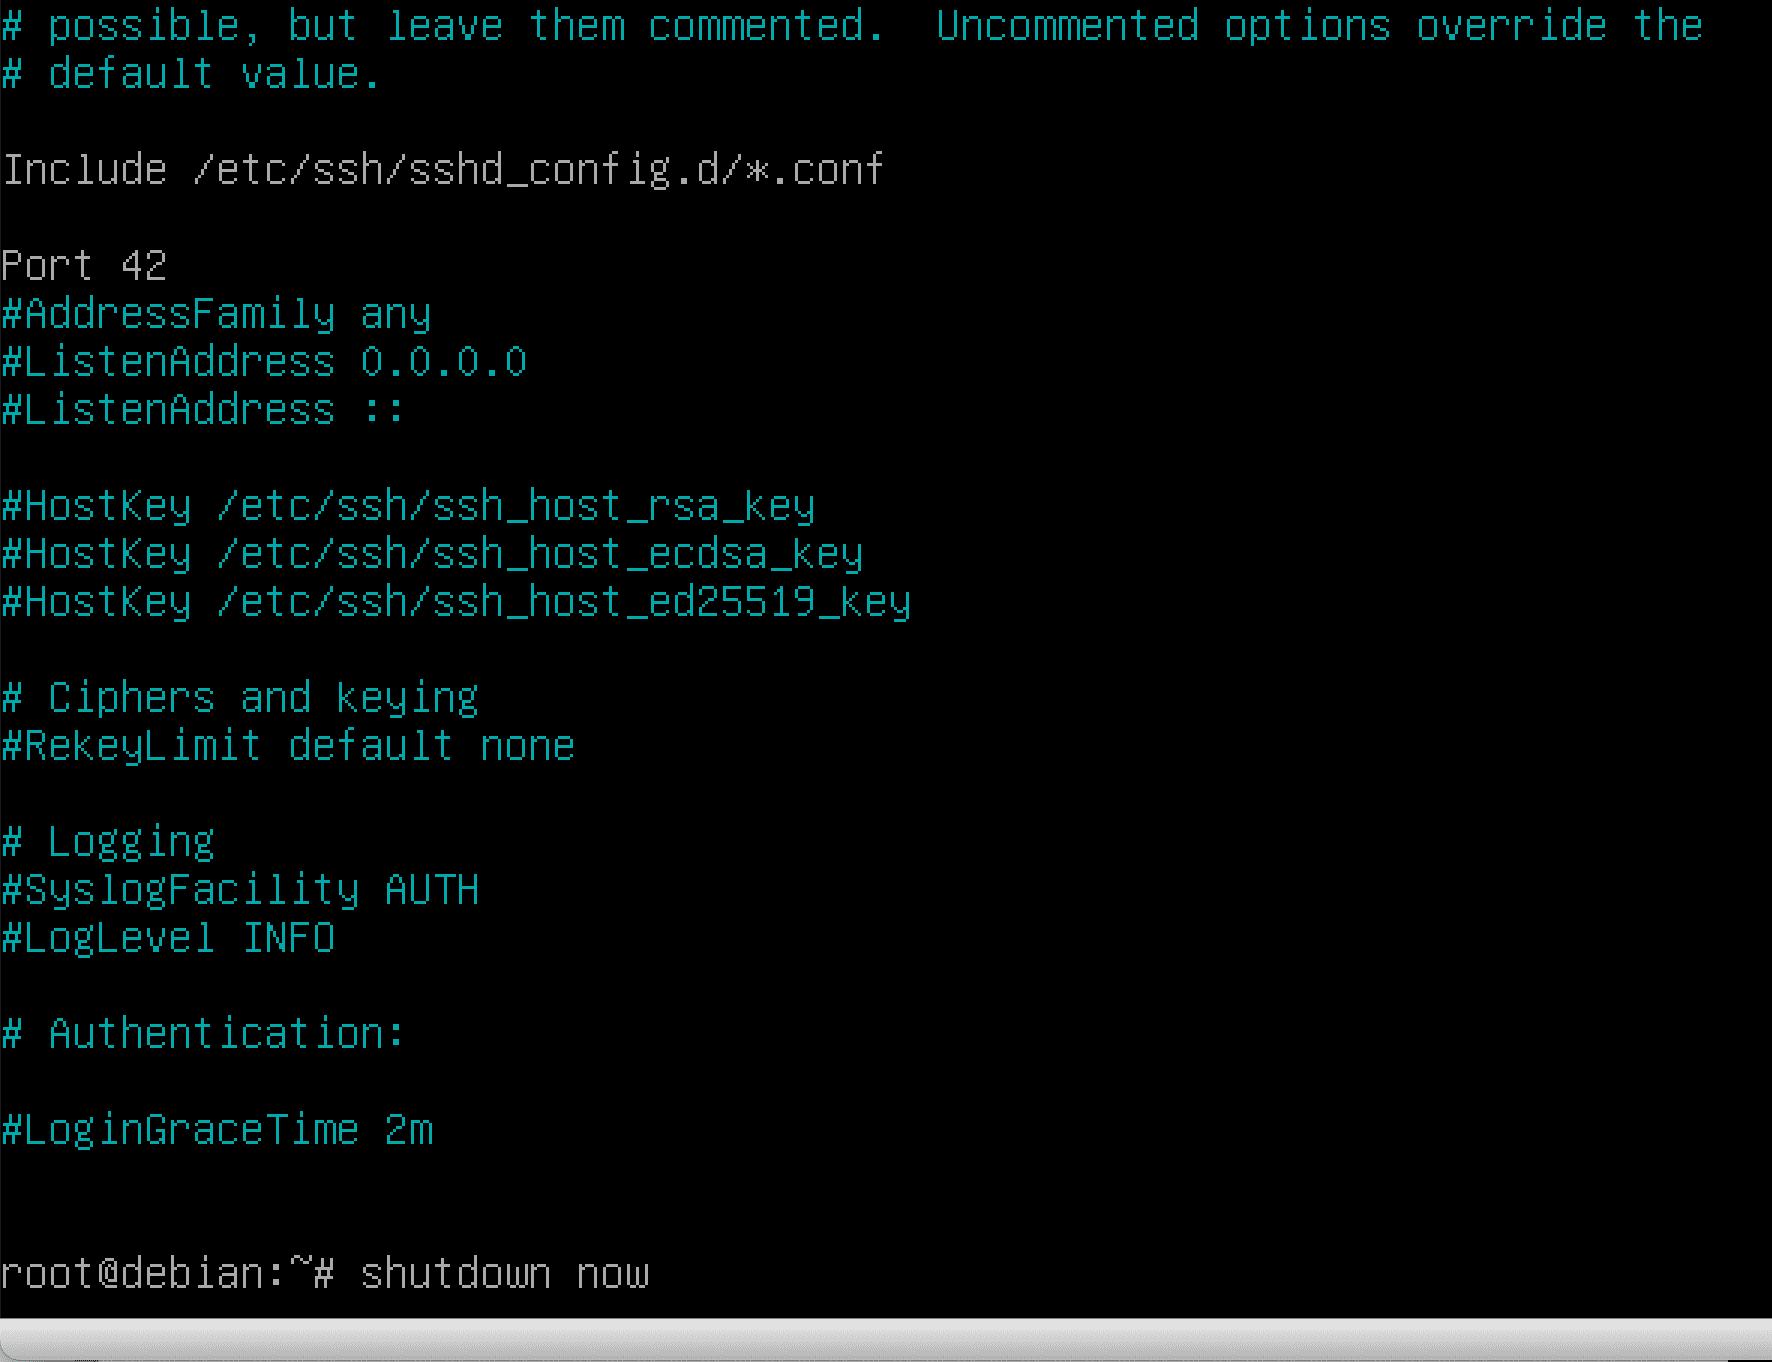 # possible, but leave them commented.  Uncommented options override the
# default value.
Include /etc/ssh/sshd_config.d/*.conf
Port 42
#AddressFamily any
#ListenAddress 0.0.0.0
#ListenAddress ::
#HostKey /etc/ssh/ssh_host_rsa_key
#HostKey /etc/ssh/ssh_host_ecdsa_key
#HostKey /etc/ssh/ssh_host_ed25519_key
# Ciphers and keying
#RekeyLimit default none
# Logging
#SyslogFacility AUTH
#LogLevel INFO
# Authentication:
#LoginGraceTime 2m
root@debian:~# shutdown now